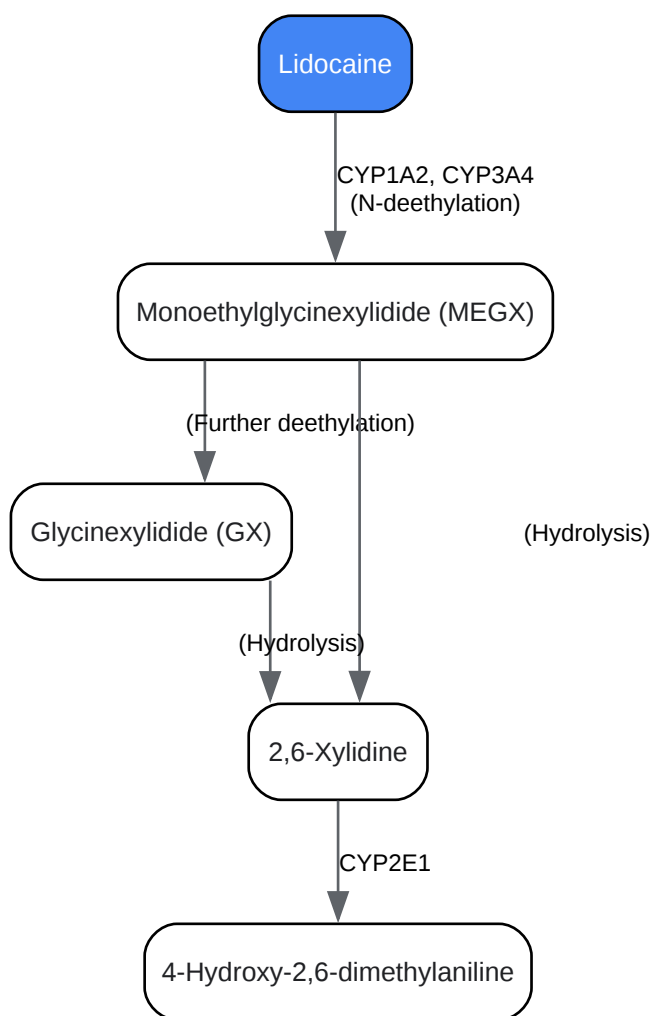 Lidocaine
CYP1A2, CYP3A4
(N-deethylation)
Monoethylglycinexylidide (MEGX)
(Further deethylation)
Glycinexylidide (GX)
(Hydrolysis)
(Hydrolysis)
2,6-Xylidine
CYP2E1
4-Hydroxy-2,6-dimethylaniline